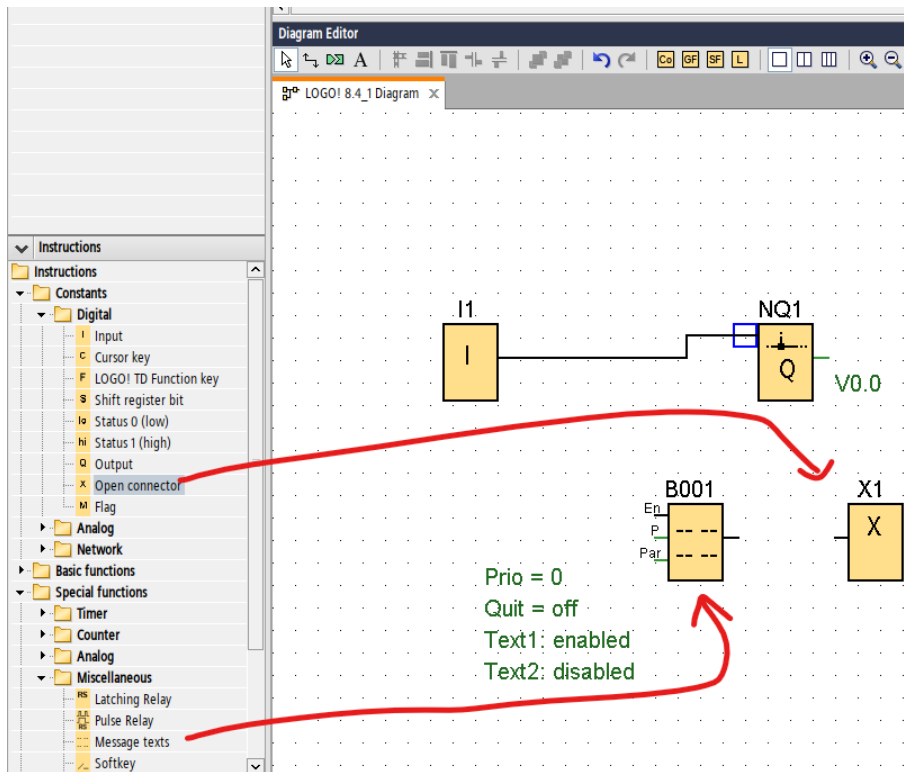 Diagram Editor
A
Co GF SF L
LOGO! 8.4_1 Diagram X
Instructions
Instructions
Constants
Digital
I Input
C Cursor key
F LOGO! TD Function key
S Shift register bit
lo Status 0 (low)
hi Status 1 (high)
Q Output
X Open connector
M Flag
Analog
Network
Basic functions
Special functions
Timer
Counter
Analog
Miscellaneous
RS Latching Relay
RS Pulse Relay
Message texts
Softkey
I1
I
NQ1
Q
V0.0
B001
En
P
Par
X1
X
Prio = 0
Quit = off
Text1: enabled
Text2: disabled